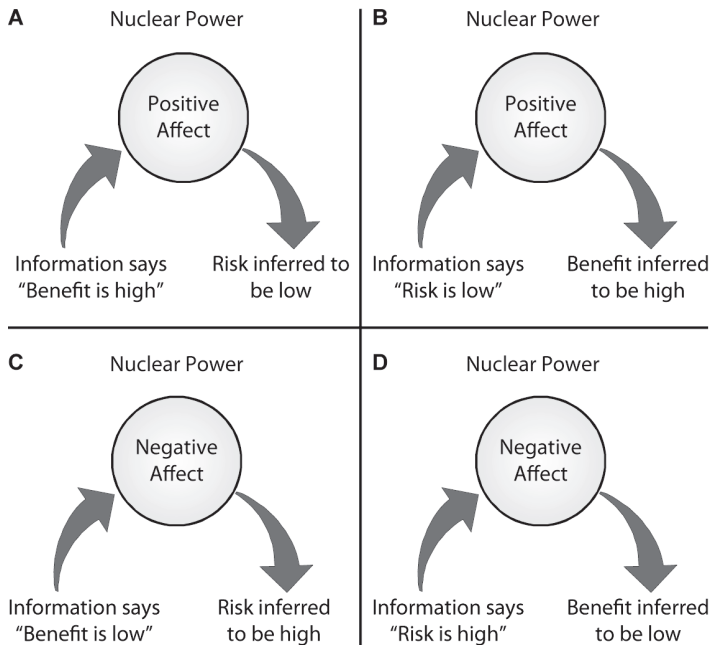 A
Nuclear Power
Positive
Affect
Information says
“Benefit is high”
Risk inferred to
be low
B
Nuclear Power
Positive
Affect
Information says
“Risk is low”
Benefit inferred
to be high
C
Nuclear Power
Negative
Affect
Information says
“Benefit is low”
Risk inferred
to be high
D
Nuclear Power
Negative
Affect
Information says
“Risk is high”
Benefit inferred
to be low